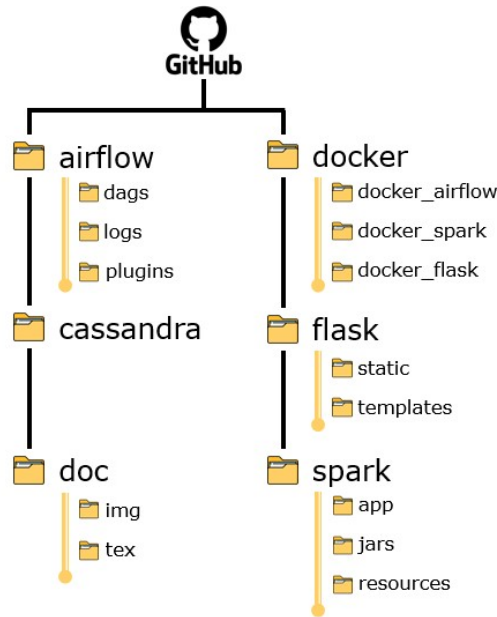 GitHub
airflow
dags
logs
plugins
cassandra
doc
img
tex
docker
docker_airflow
docker_spark
docker_flask
flask
static
templates
spark
app
jars
resources